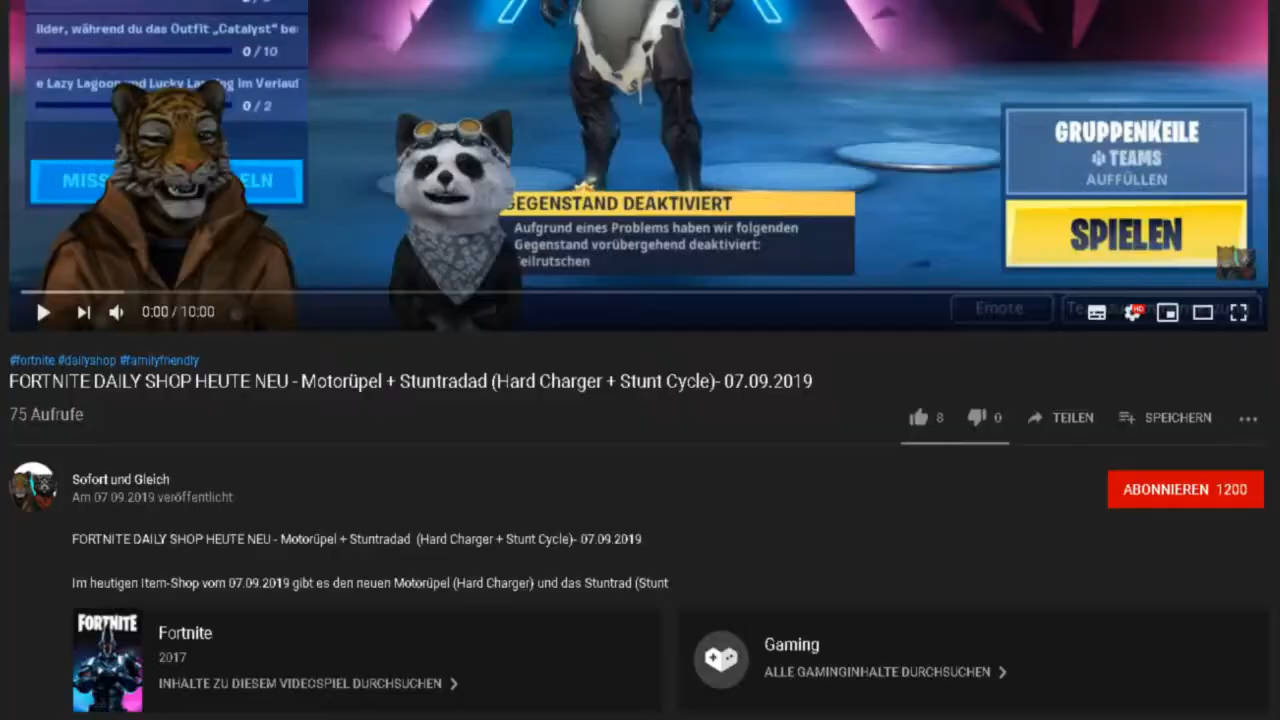 ilder, während du das Outfit „Catalyst“ be
0 / 10
e Lazy Lagoon und Lucky Landing im Verlauf
0 / 2
MISS ELN
GRUPPENKEILE
TEAMS
AUFFÜLLEN
SPIELEN
GEGENSTAND DEAKTIVIERT
Aufgrund eines Problems haben wir folgenden
Gegenstand vorübergehend deaktiviert:
eilrutschen
Emote
0:00 / 10:00
HD
#fortnite #dailyshop #familyfriendly
FORTNITE DAILY SHOP HEUTE NEU - Motorüpel + Stuntradad (Hard Charger + Stunt Cycle)- 07.09.2019
75 Aufrufe
8
0
TEILEN
SPEICHERN
Sofort und Gleich
Am 07.09.2019 veröffentlicht
ABONNIEREN 1200
FORTNITE DAILY SHOP HEUTE NEU - Motorüpel + Stuntradad (Hard Charger + Stunt Cycle)- 07.09.2019
Im heutigen Item-Shop vom 07.09.2019 gibt es den neuen Motorüpel (Hard Charger) und das Stuntrad (Stunt
FORTNITE
Fortnite
2017
INHALTE ZU DIESEM VIDEOSPIEL DURCHSUCHEN
Gaming
ALLE GAMINGINHALTE DURCHSUCHEN